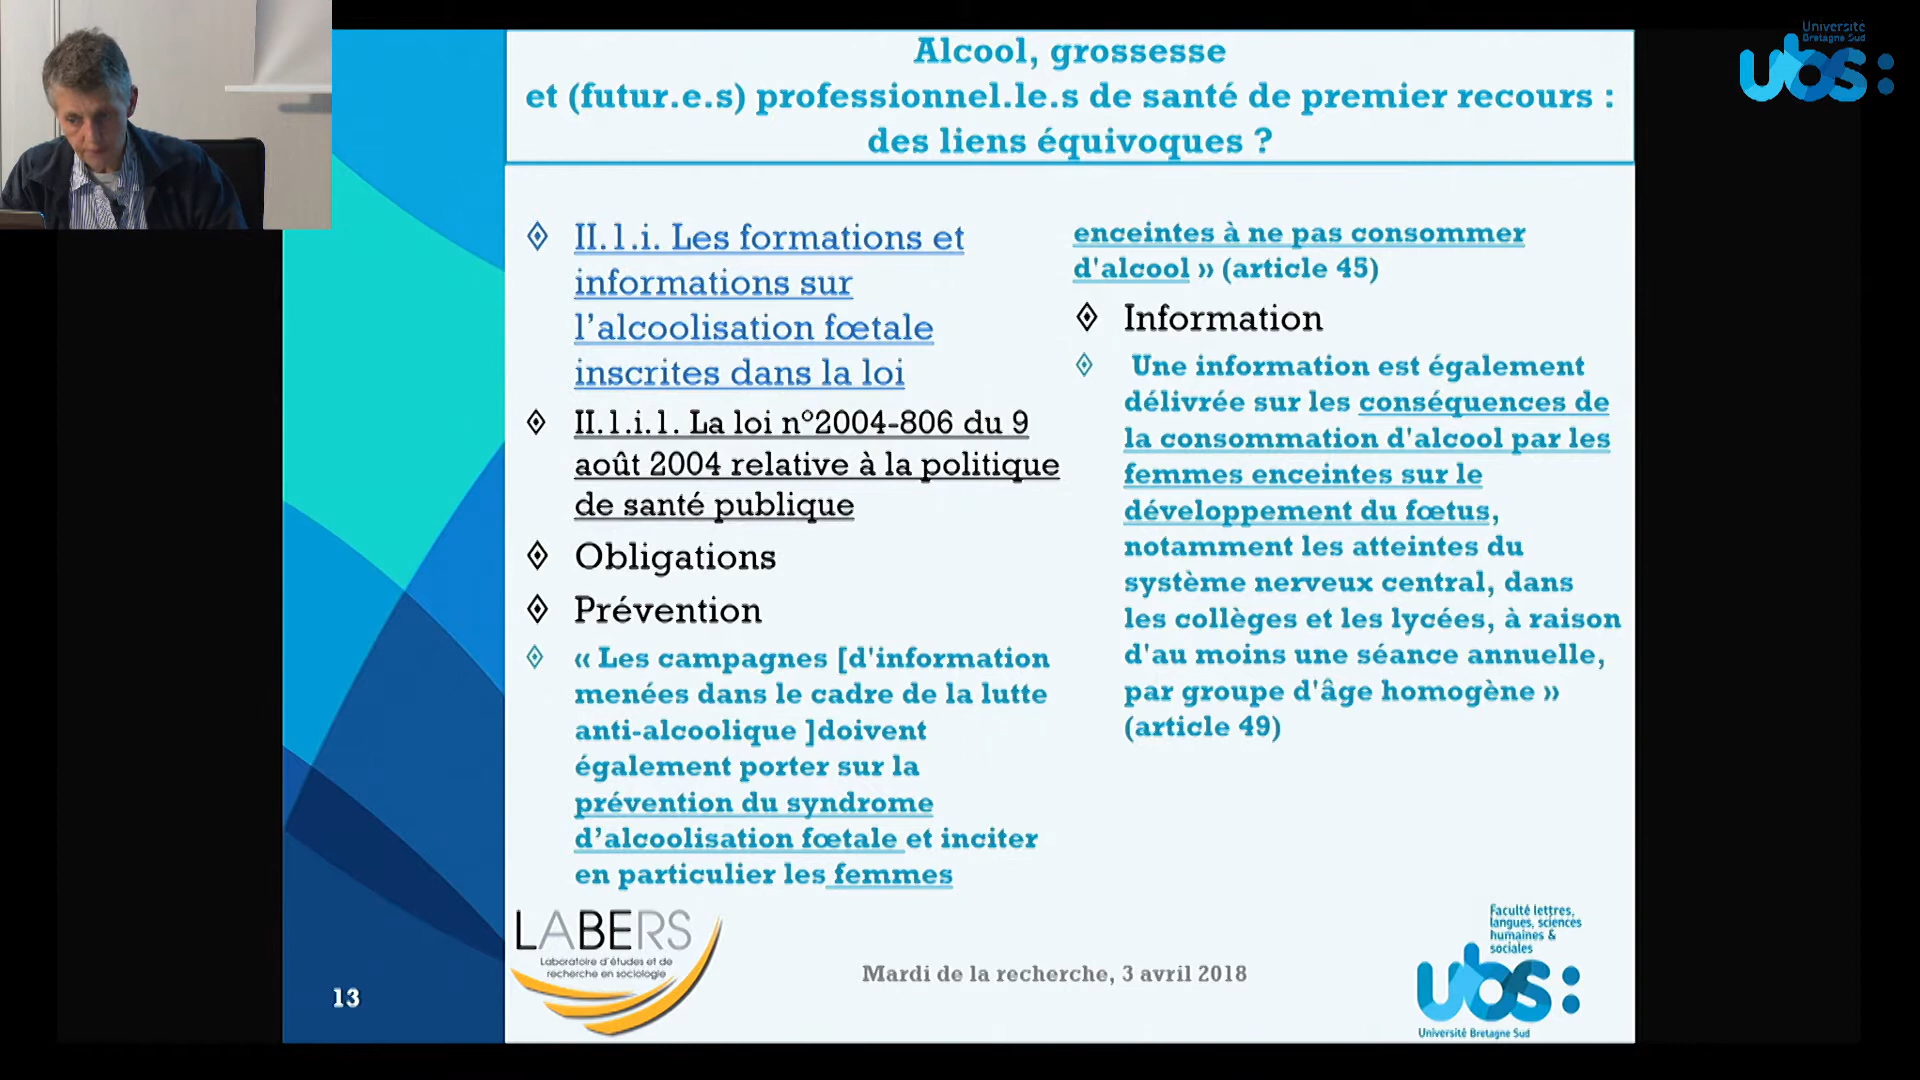 Université
Bretagne Sud
ubs:
Alcool, grossesse
et (futur.e.s) professionnel.le.s de santé de premier recours :
des liens équivoques ?
II.1.i. Les formations et
informations sur
l’alcoolisation fœtale
inscrites dans la loi
II.1.i.1. La loi n°2004-806 du 9
août 2004 relative à la politique
de santé publique
Obligations
Prévention
« Les campagnes [d'information
menées dans le cadre de la lutte
anti-alcoolique ]doivent
également porter sur la
prévention du syndrome
d’alcoolisation fœtale et inciter
en particulier les femmes
enceintes à ne pas consommer
d'alcool » (article 45)
Information
Une information est également
délivrée sur les conséquences de
la consommation d'alcool par les
femmes enceintes sur le
développement du fœtus,
notamment les atteintes du
système nerveux central, dans
les collèges et les lycées, à raison
d'au moins une séance annuelle,
par groupe d'âge homogène »
(article 49)
LABERS
Laboratoire d'études et de
recherche en sociologie
13
Mardi de la recherche, 3 avril 2018
Faculté lettres,
langues, sciences
humaines &
sociales
ubs:
Université Bretagne Sud